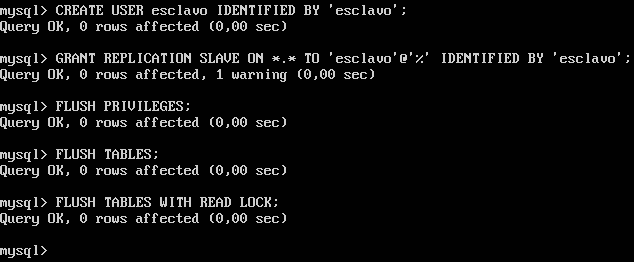 mysql> CREATE USER esclavo IDENTIFIED BY 'esclavo';
Query OK, 0 rows affected (0,00 sec)
mysql> GRANT REPLICATION SLAVE ON *.* TO 'esclavo'@'%' IDENTIFIED BY 'esclavo';
Query OK, 0 rows affected, 1 warning (0,00 sec)
mysql> FLUSH PRIVILEGES;
Query OK, 0 rows affected (0,00 sec)
mysql> FLUSH TABLES;
Query OK, 0 rows affected (0,00 sec)
mysql> FLUSH TABLES WITH READ LOCK;
Query OK, 0 rows affected (0,00 sec)
mysql>